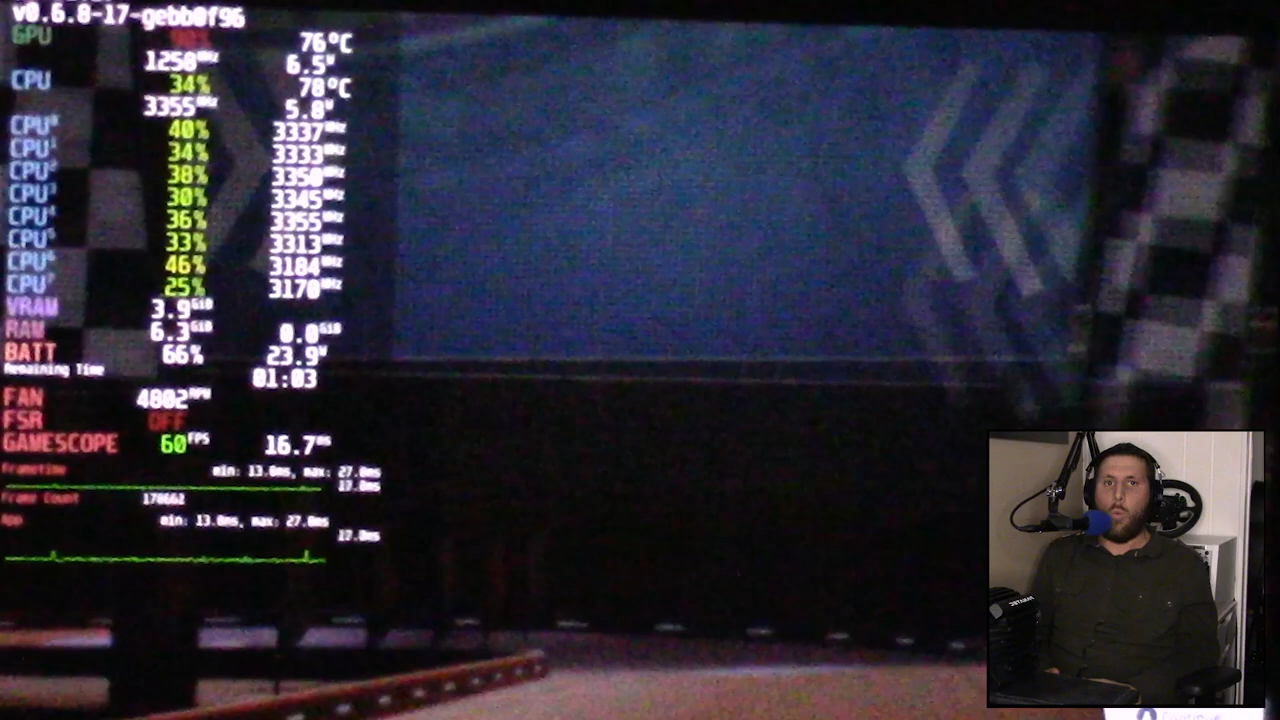 v0.6.8-17-gebb0f96
GPU 90% 76°C
1250MHz 6.5W
CPU 34% 78°C
3355MHz 5.8W
CPU0 40% 3337MHz
CPU1 34% 3333MHz
CPU2 38% 3350MHz
CPU3 30% 3345MHz
CPU4 36% 3355MHz
CPU5 33% 3313MHz
CPU6 46% 3184MHz
CPU7 25% 3170MHz
VRAM 3.9GiB
RAM 6.3GiB 0.0GiB
BATT 66% 23.9W
Remaining Time 01:03
FAN 4802RPM
FSR OFF
GAMESCOPE 60FPS 16.7ms
Frametime min: 13.0ms, max: 27.0ms
17.0ms
Frame Count 170662
App min: 13.0ms, max: 27.0ms
17.0ms
Continue